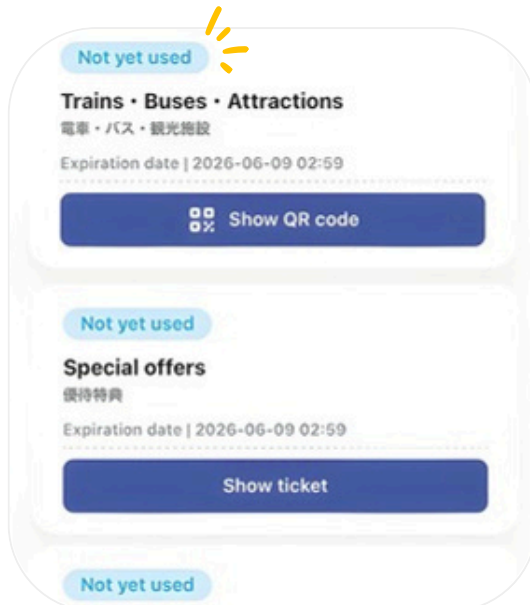 Not yet used
Trains・Buses・Attractions
電車・バス・観光施設
Expiration date | 2026-06-09 02:59
Show QR code
Not yet used
Special offers
優待特典
Expiration date | 2026-06-09 02:59
Show ticket
Not yet used